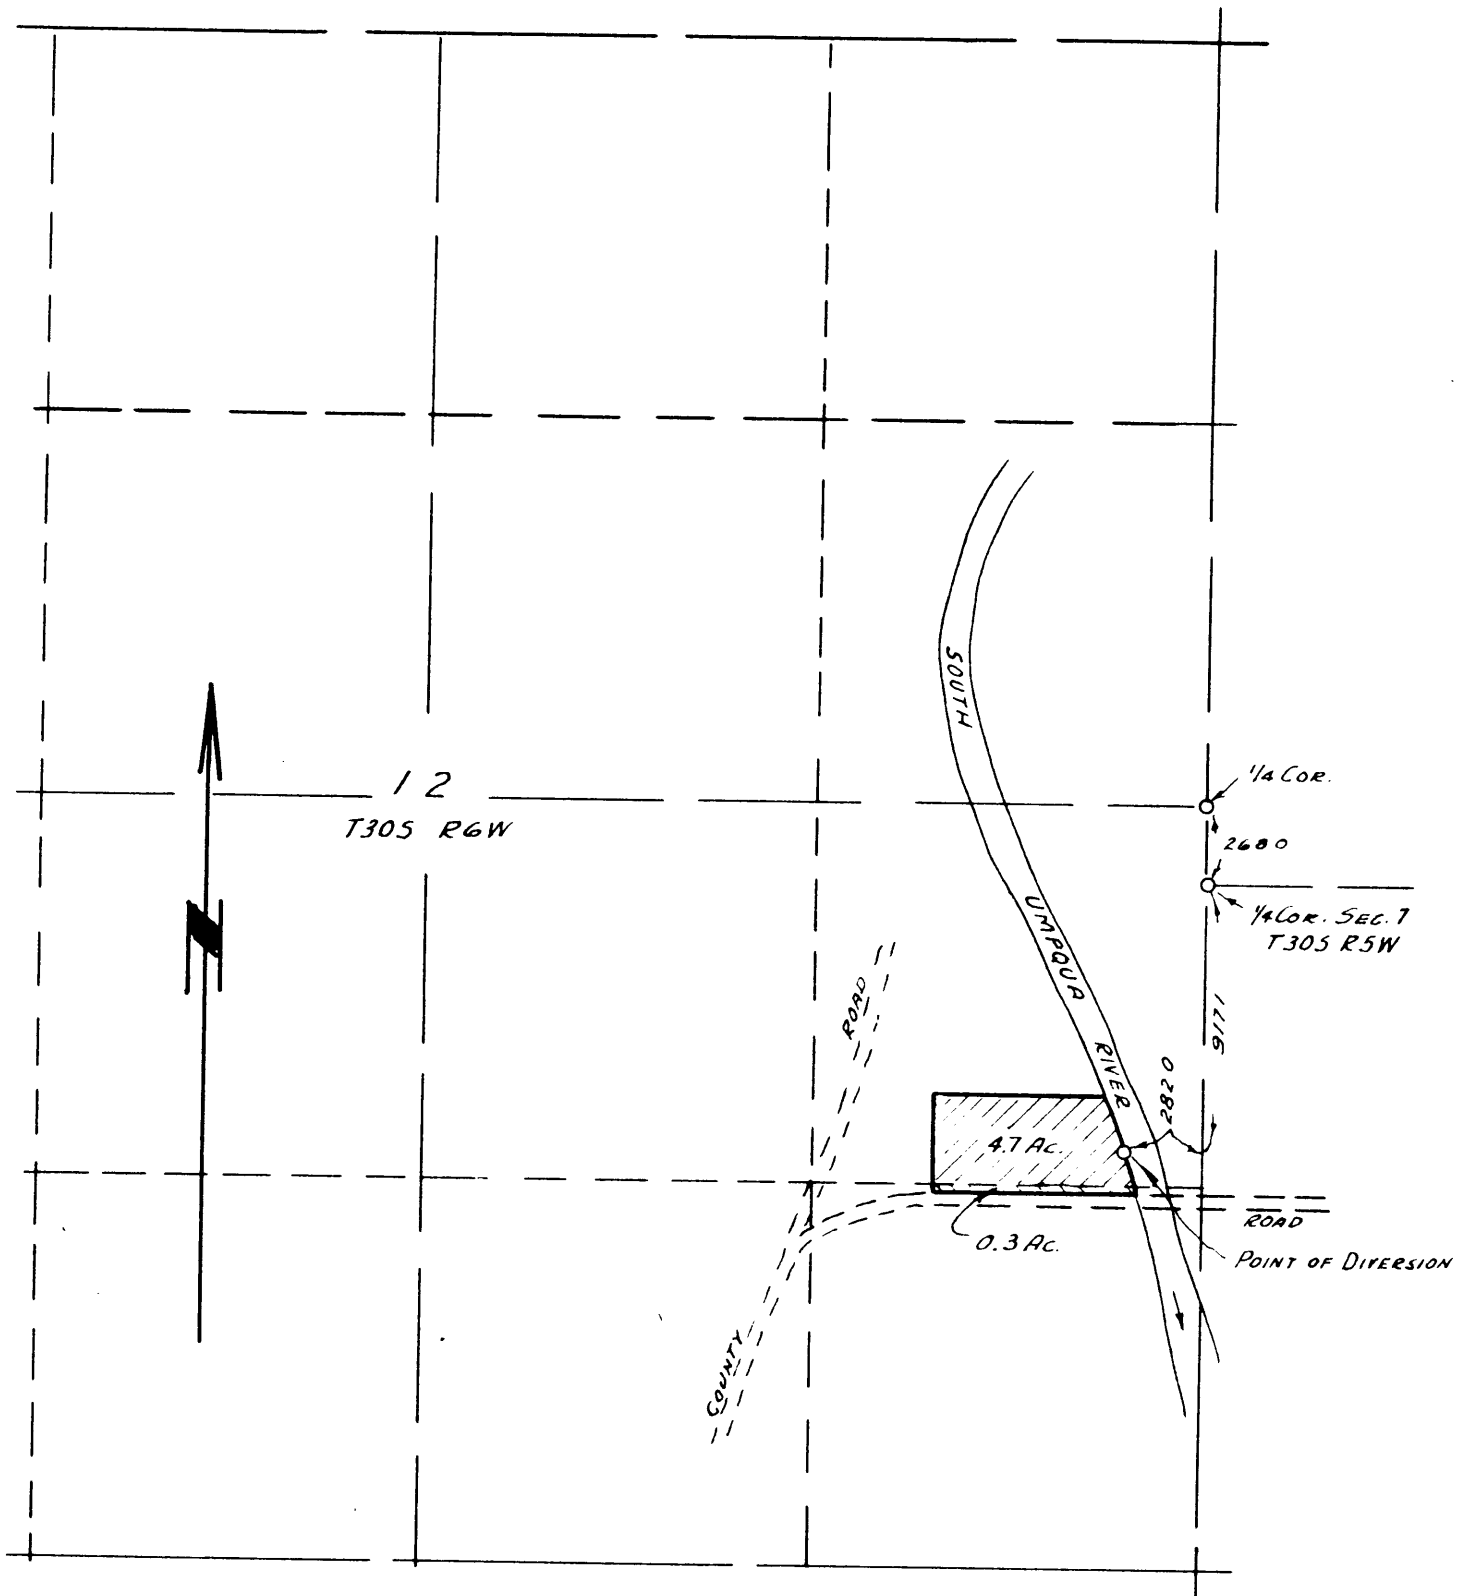 12
T30S R6W
N
SOUTH
UMPQUA
RIVER
1/4 COR.
2680
1/4 COR. SEC. 7
T30S R5W
9171
2820
ROAD
4.7 AC.
0.3 AC.
ROAD
POINT OF DIVERSION
COUNTY